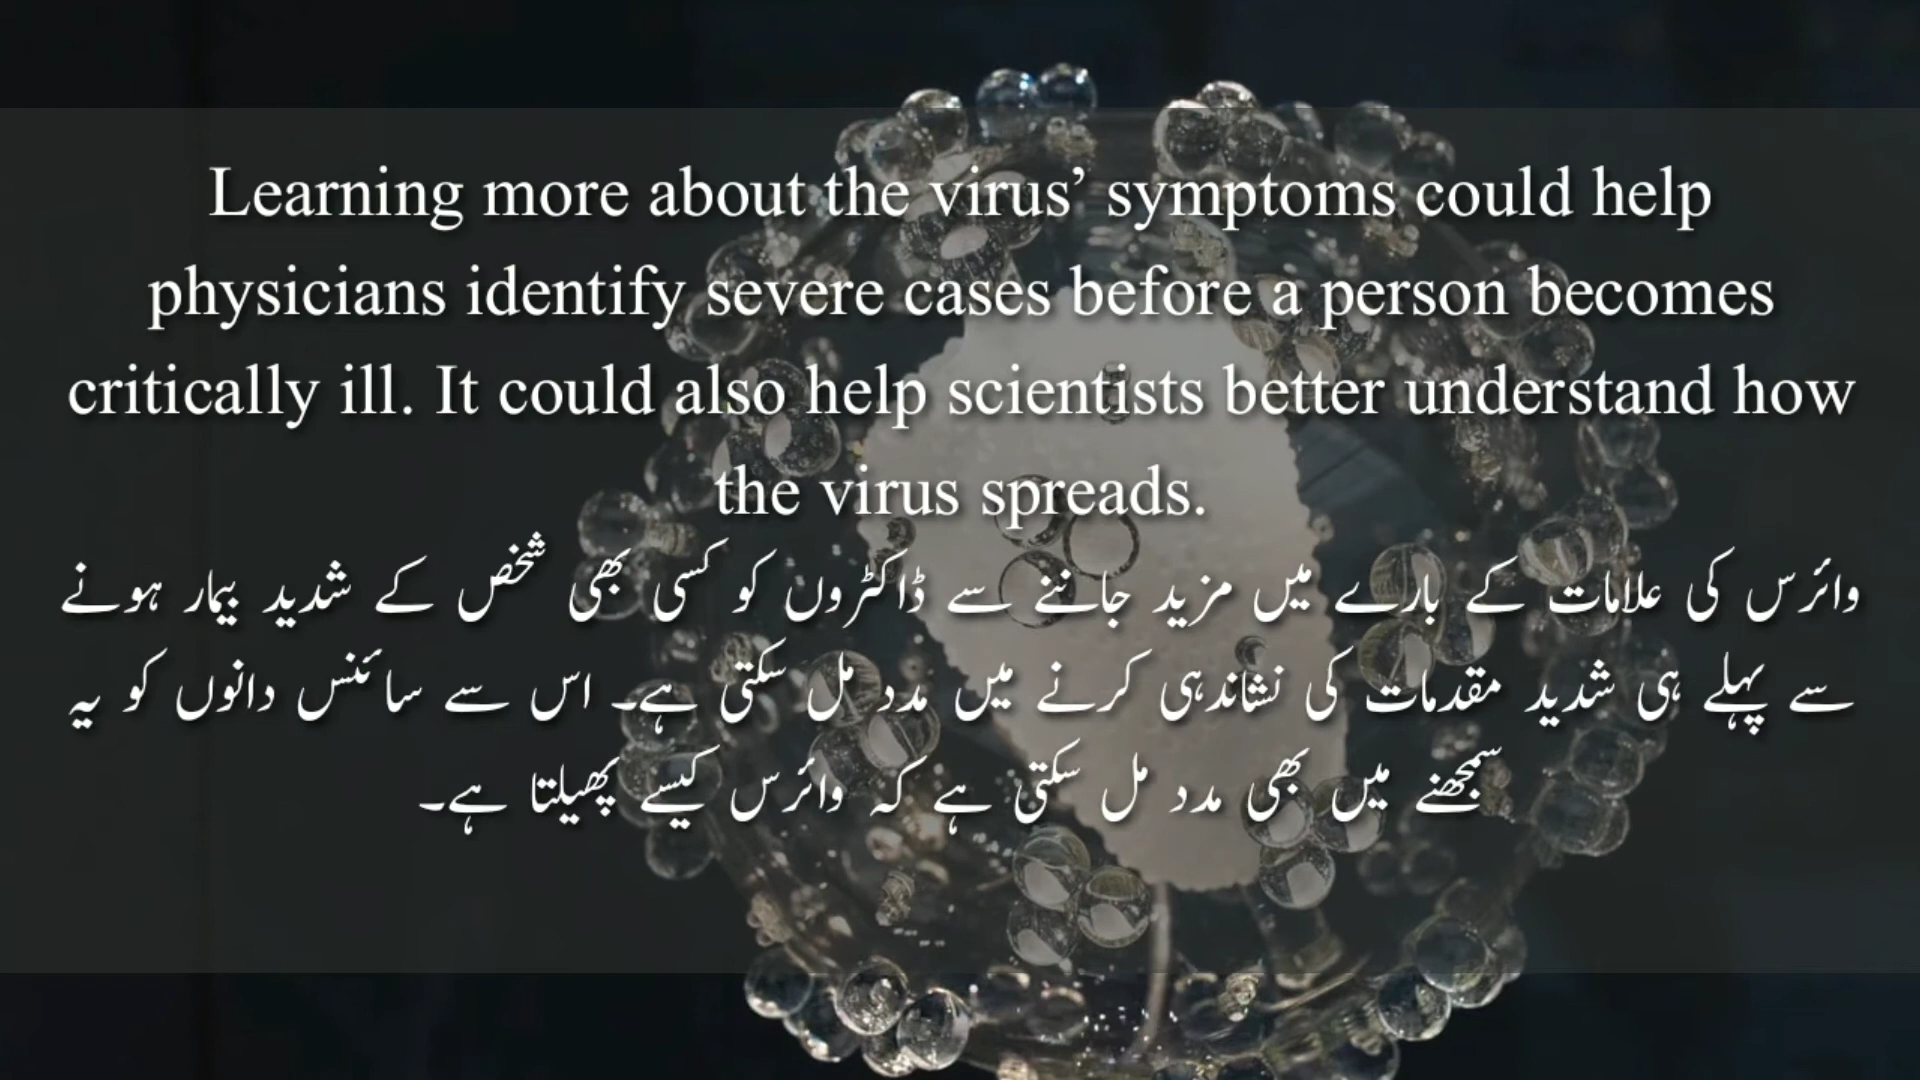 Learning more about the virus’ symptoms could help
physicians identify severe cases before a person becomes
critically ill. It could also help scientists better understand how
the virus spreads.
وائرس کی علامات کے بارے میں مزید جاننے سے ڈاکٹروں کو کسی بھی شخص کے شدید بیمار ہونے
سے پہلے ہی شدید مقدمات کی نشاندہی کرنے میں مدد مل سکتی ہے۔ اس سے سائنس دانوں کو یہ
سمجھنے میں بھی مدد مل سکتی ہے کہ وائرس کیسے پھیلتا ہے۔